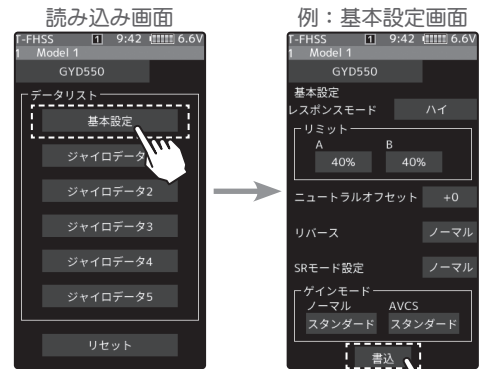 読み込み画面
T-FHSS 1 9:42 6.6V
1 Model 1
GYD550
データリスト
基本設定
ジャイロデータ
ジャイロデータ2
ジャイロデータ3
ジャイロデータ4
ジャイロデータ5
リセット
例：基本設定画面
T-FHSS 1 9:42 6.6V
1 Model 1
GYD550
基本設定
レスポンスモード ハイ
リミット
A B
40% 40%
ニュートラルオフセット +0
リバース ノーマル
SRモード設定 ノーマル
ゲインモード
ノーマル AVCS
スタンダード スタンダード
書込